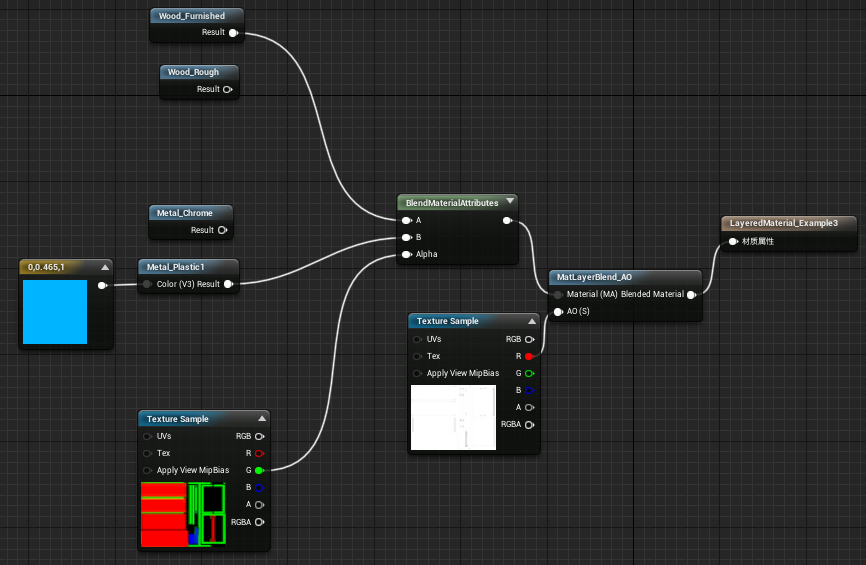 Wood_Furnished
Result
Wood_Rough
Result
Metal_Chrome
Result
0,0.465,1
Metal_Plastic1
Color (V3) Result
BlendMaterialAttributes
A
B
Alpha
LayeredMaterial_Example3
材质属性
MatLayerBlend_AO
Material (MA) Blended Material
AO (S)
Texture Sample
UVs RGB
Tex R
Apply View MipBias G
B
A
RGBA
Texture Sample
UVs RGB
Tex R
Apply View MipBias G
B
A
RGBA